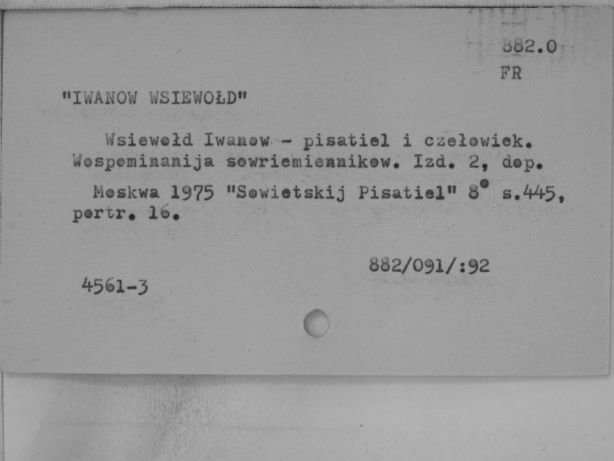 882.0
FR
"IWANOW WSIEWOŁD"
Wsiewołd Iwanow - pisatiel i czełowiek.
Wospominanija sowriemiennikow. Izd. 2, dop.
Moskwa 1975 "Sowietskij Pisatiel" 8° s.445,
portr. 16.
882/091/:92
4561-3